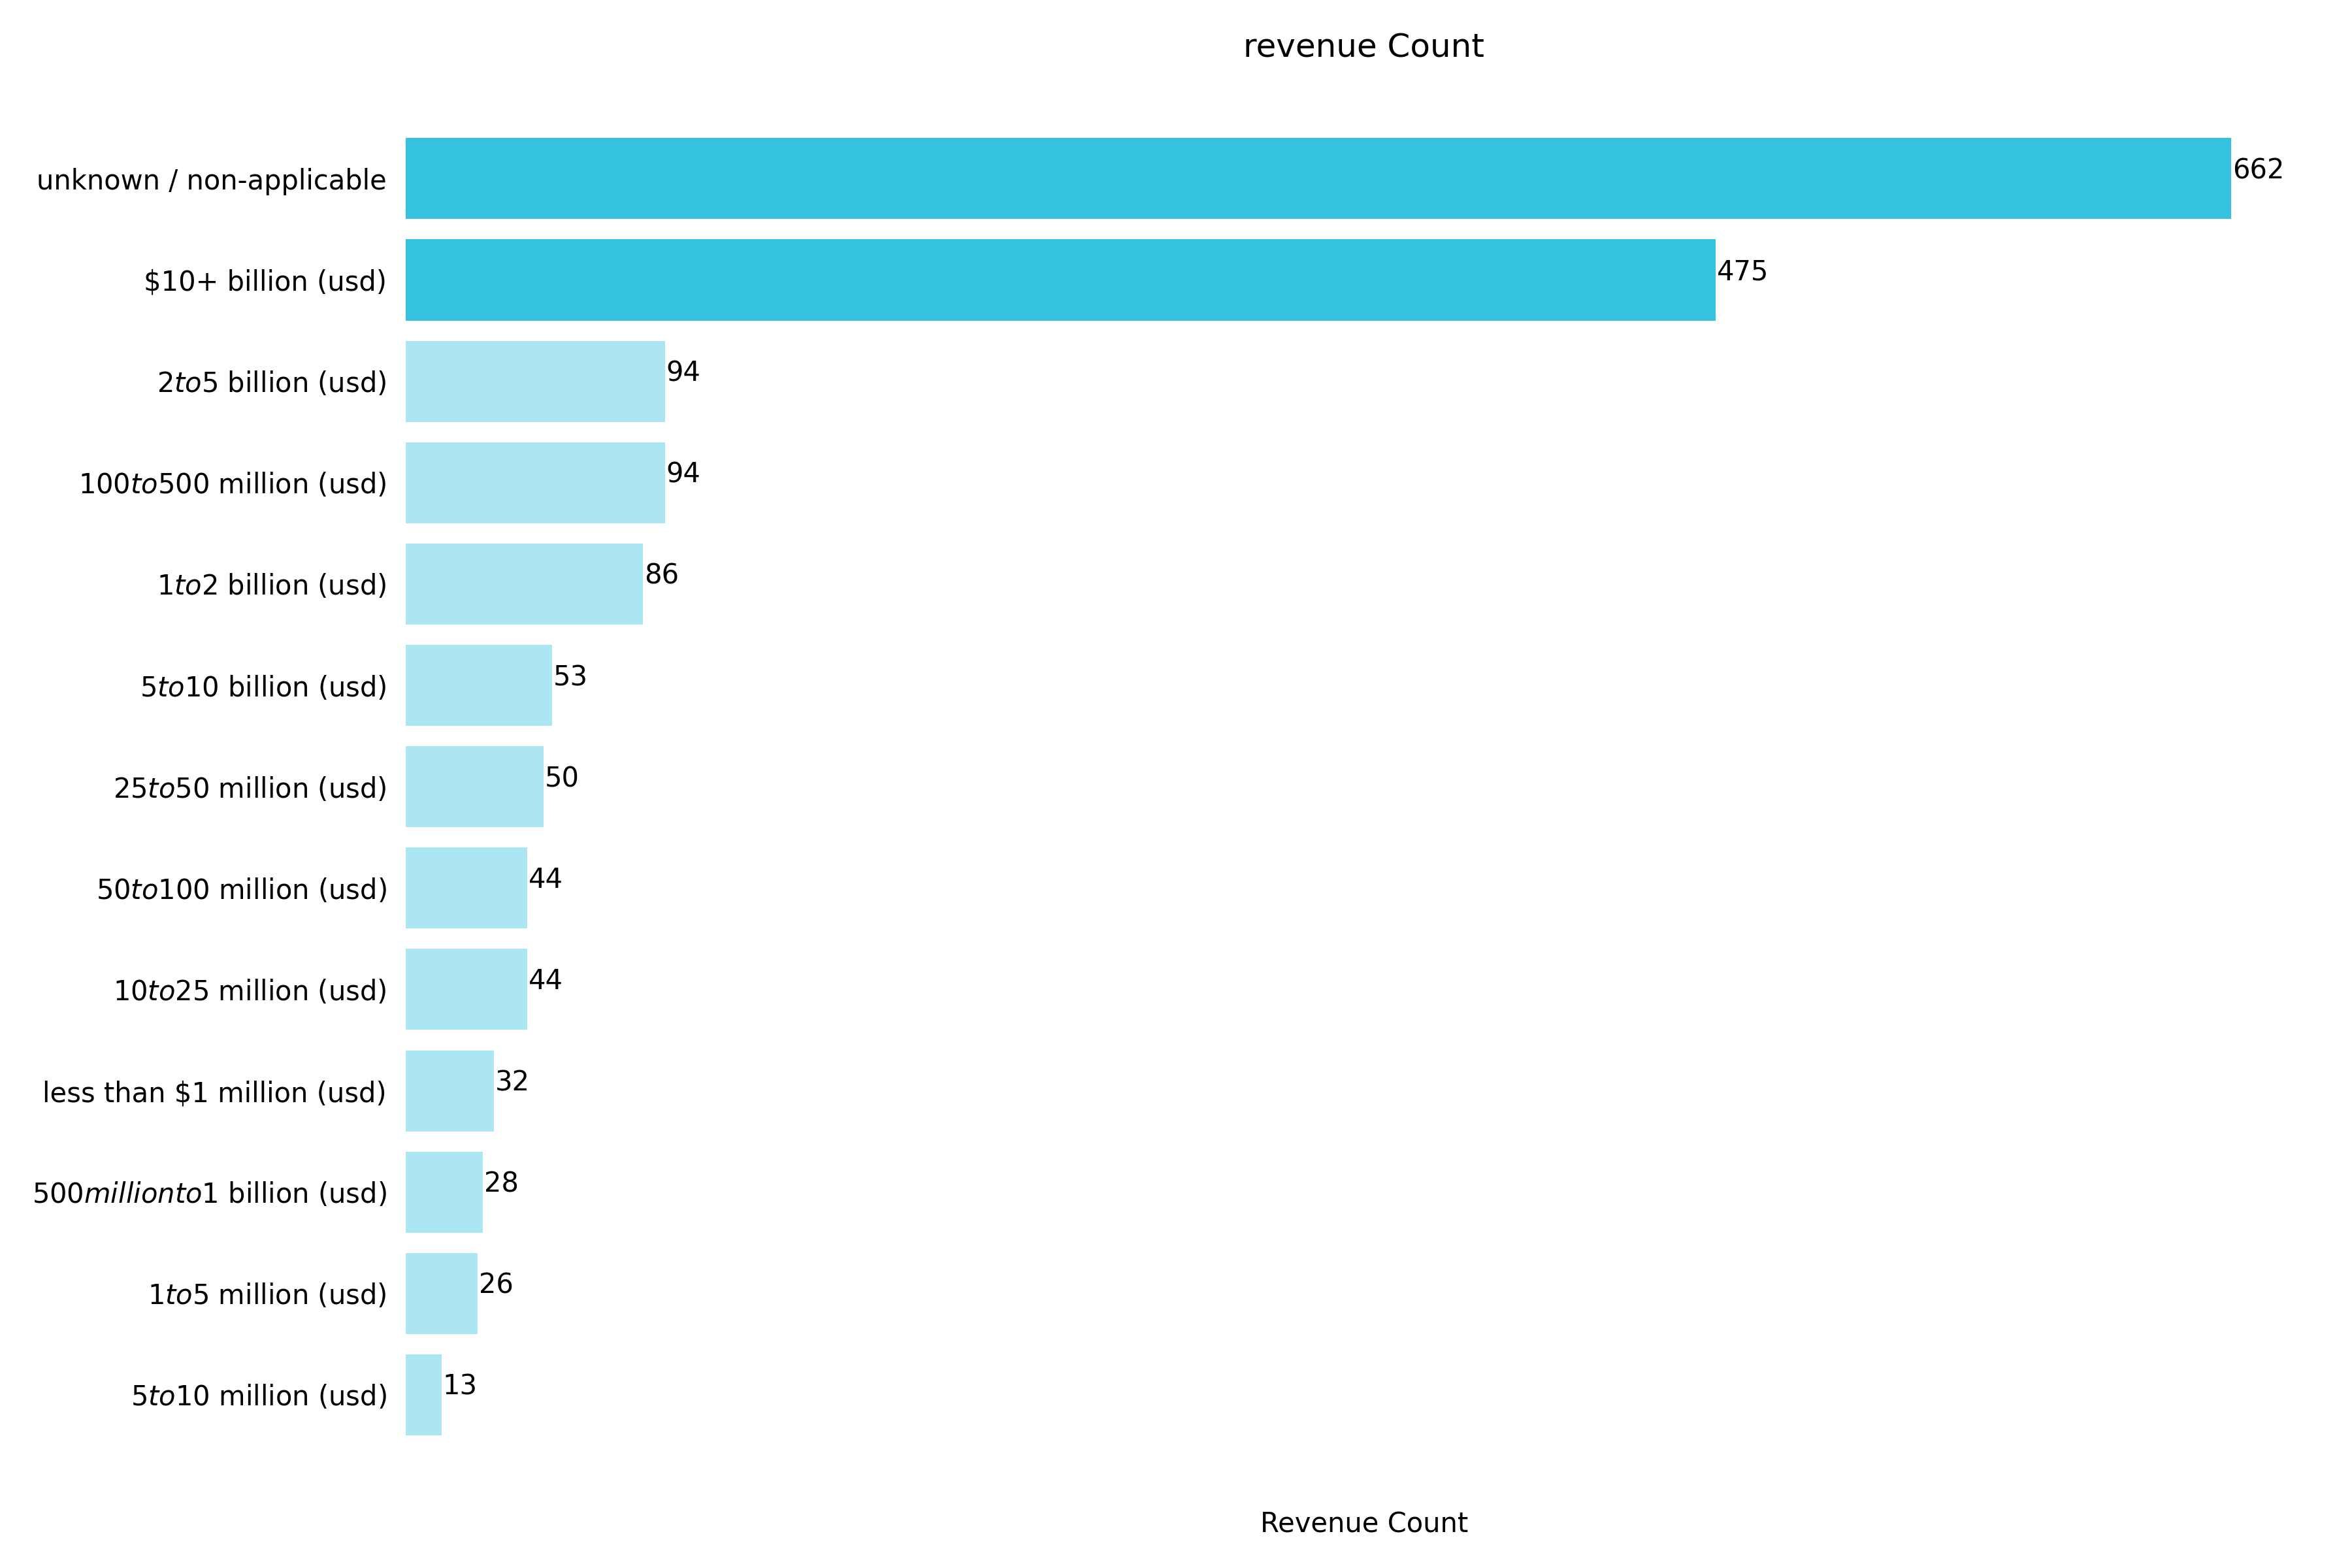 revenue Count
unknown / non-applicable 662
$10+ billion (usd) 475
2to5 billion (usd) 94
100to500 million (usd) 94
1to2 billion (usd) 86
5to10 billion (usd) 53
25to50 million (usd) 50
50to100 million (usd) 44
10to25 million (usd) 44
less than $1 million (usd) 32
500millionto1 billion (usd) 28
1to5 million (usd) 26
5to10 million (usd) 13
Revenue Count